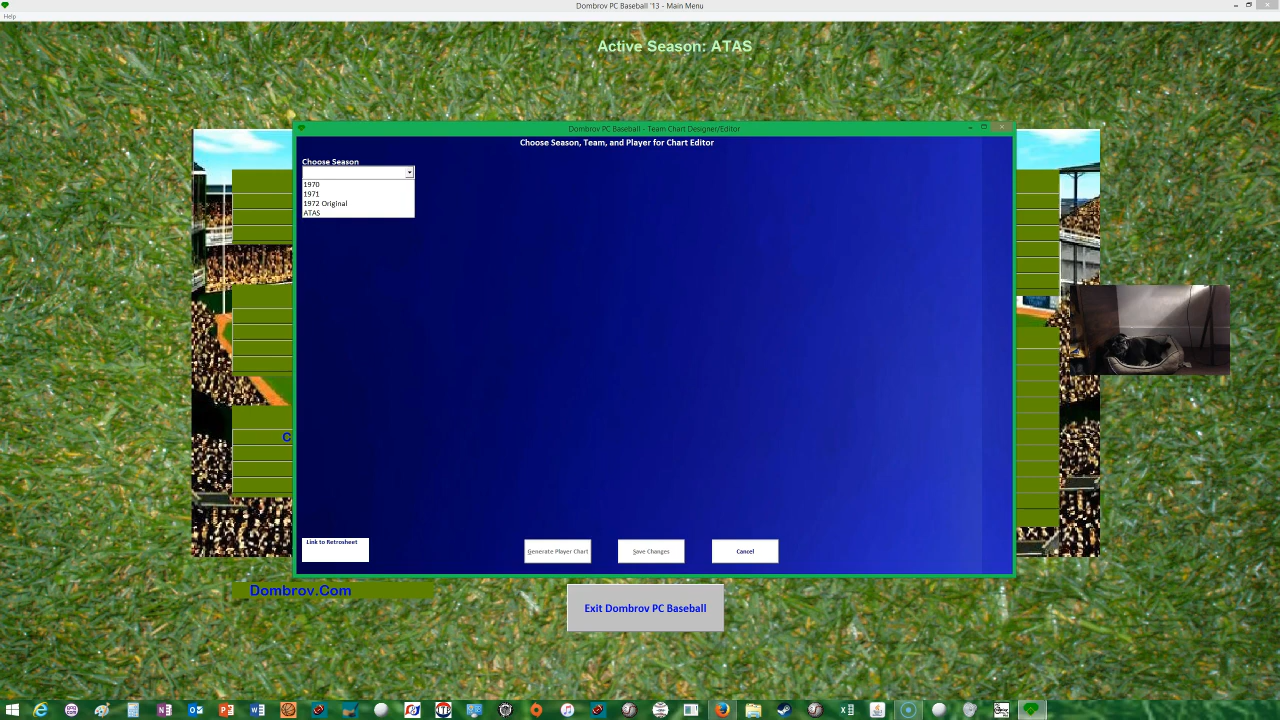 Dombrov PC Baseball '13 - Main Menu
Help
Active Season: ATAS
Dombrov PC Baseball - Team Chart Designer/Editor
Choose Season, Team, and Player for Chart Editor
Choose Season
1970
1971
1972 Original
ATAS
C
Link to Retrosheet
Generate Player Chart
Save Changes
Cancel
Dombrov.Com
Exit Dombrov PC Baseball